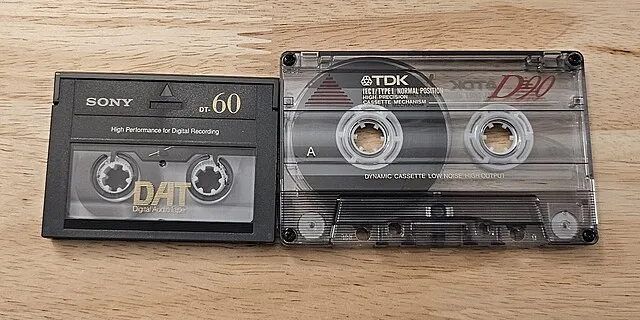 SONY
DT-60
High Performance for Digital Recording
DAT
Digital Audio Tape
TDK
IECI/TYPE I NORMAL POSITION
HIGH PRECISION
CASSETTE MECHANISM
D90
A
DYNAMIC CASSETTE LOW NOISE HIGH OUTPUT